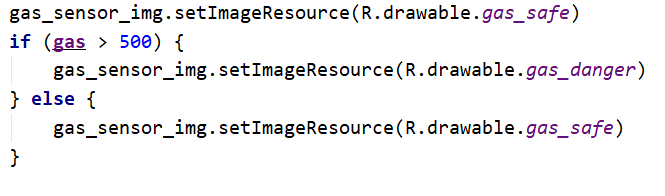 gas_sensor_img.setImageResource(R.drawable.gas_safe)
if (gas > 500) {
    gas_sensor_img.setImageResource(R.drawable.gas_danger)
} else {
    gas_sensor_img.setImageResource(R.drawable.gas_safe)
}